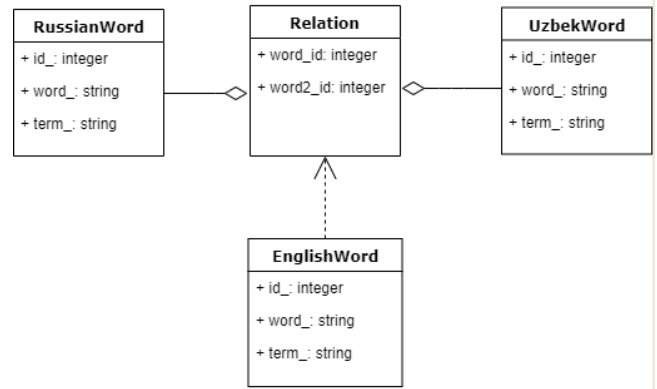 RussianWord
+ id_: integer
+ word_: string
+ term_: string
Relation
+ word_id: integer
+ word2_id: integer
UzbekWord
+ id_: integer
+ word_: string
+ term_: string
EnglishWord
+ id_: integer
+ word_: string
+ term_: string